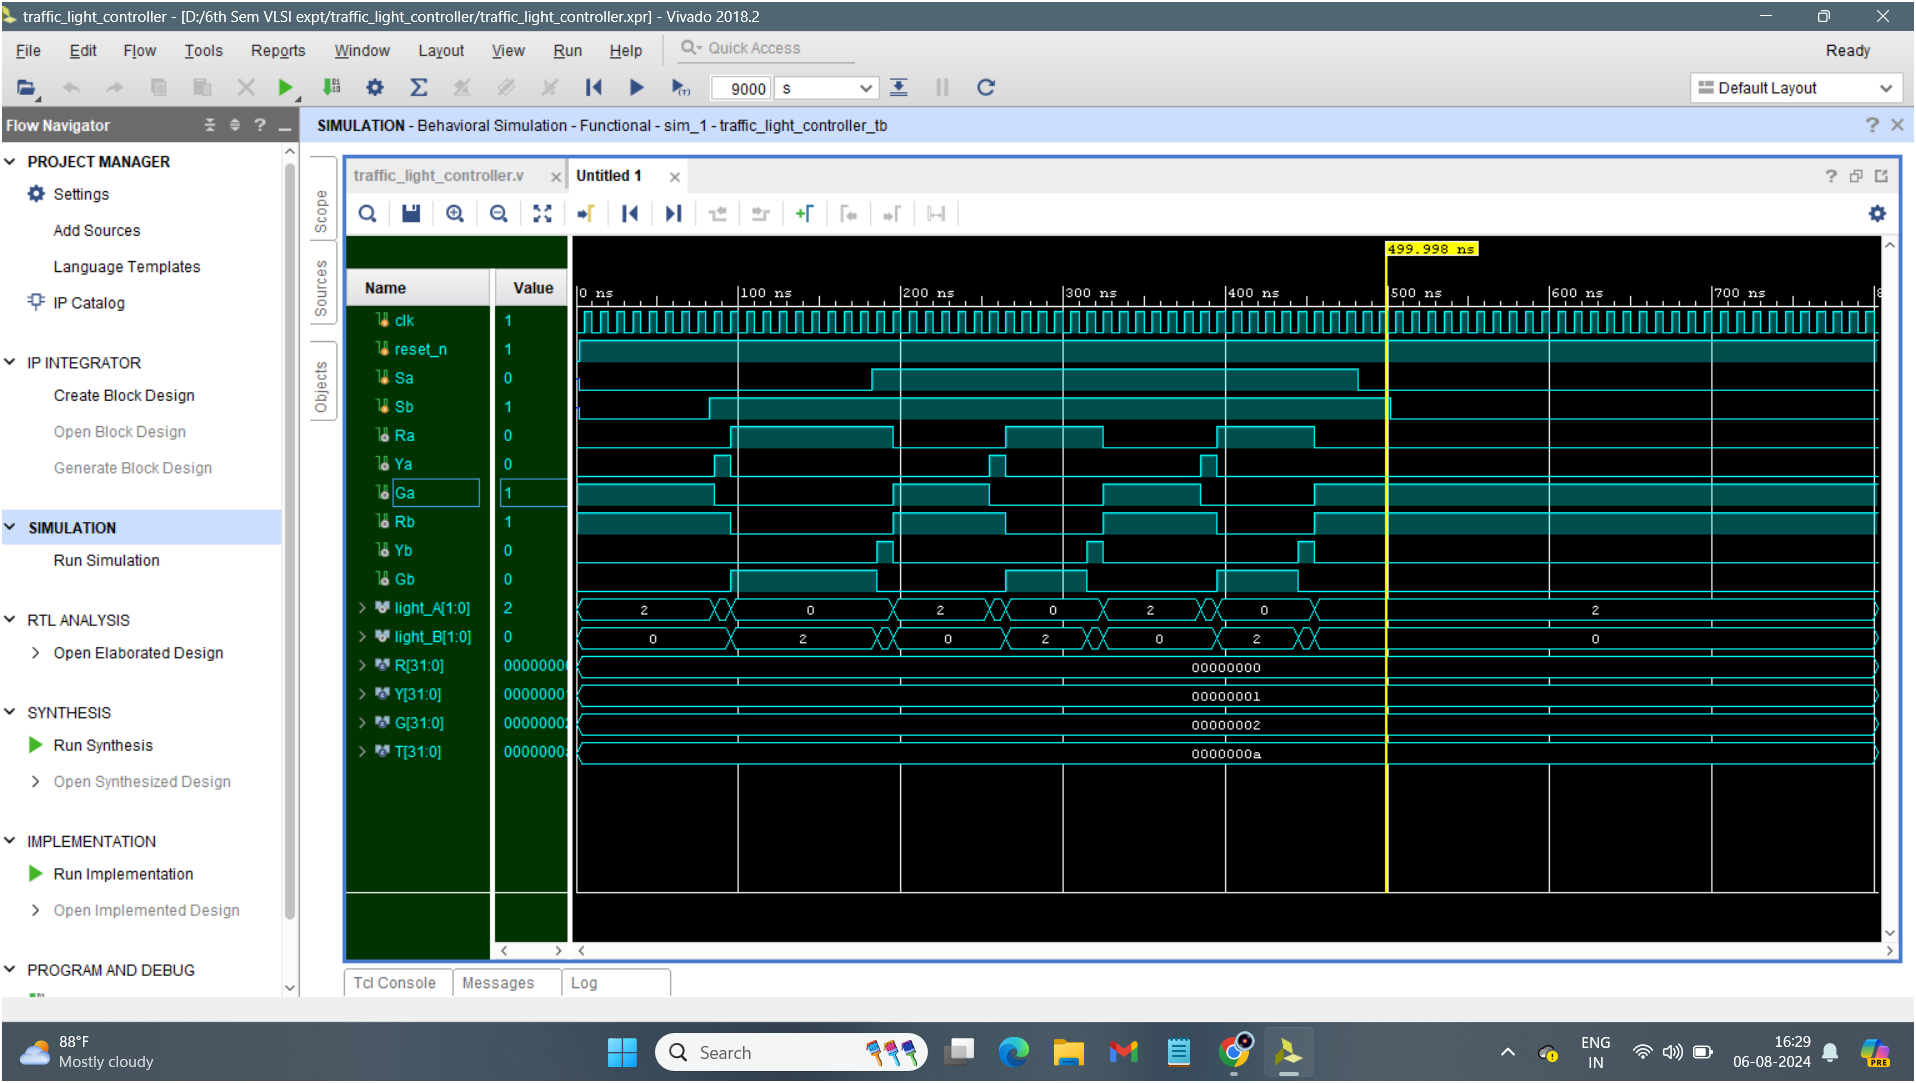 traffic_light_controller - [D:/6th Sem VLSI expt/traffic_light_controller/traffic_light_controller.xpr] - Vivado 2018.2
File Edit Flow Tools Reports Window Layout View Run Help Quick Access Ready
9000 s Default Layout
Flow Navigator
SIMULATION - Behavioral Simulation - Functional - sim_1 - traffic_light_controller_tb
PROJECT MANAGER
Settings
Add Sources
Language Templates
IP Catalog
IP INTEGRATOR
Create Block Design
Open Block Design
Generate Block Design
SIMULATION
Run Simulation
RTL ANALYSIS
Open Elaborated Design
SYNTHESIS
Run Synthesis
Open Synthesized Design
IMPLEMENTATION
Run Implementation
Open Implemented Design
PROGRAM AND DEBUG
Scope
Sources
Objects
traffic_light_controller.v Untitled 1
499.998 ns
Name Value
0 ns 100 ns 200 ns 300 ns 400 ns 500 ns 600 ns 700 ns
clk 1
reset_n 1
Sa 0
Sb 1
Ra 0
Ya 0
Ga 1
Rb 1
Yb 0
Gb 0
light_A[1:0] 2 2 0 2 0 2 0 2
light_B[1:0] 0 0 2 0 2 0 2 0
R[31:0] 00000000 00000000
Y[31:0] 00000001 00000001
G[31:0] 00000002 00000002
T[31:0] 0000000a 0000000a
Tcl Console Messages Log
88°F
Mostly cloudy
Search
PRE
ENG
IN
16:29
06-08-2024